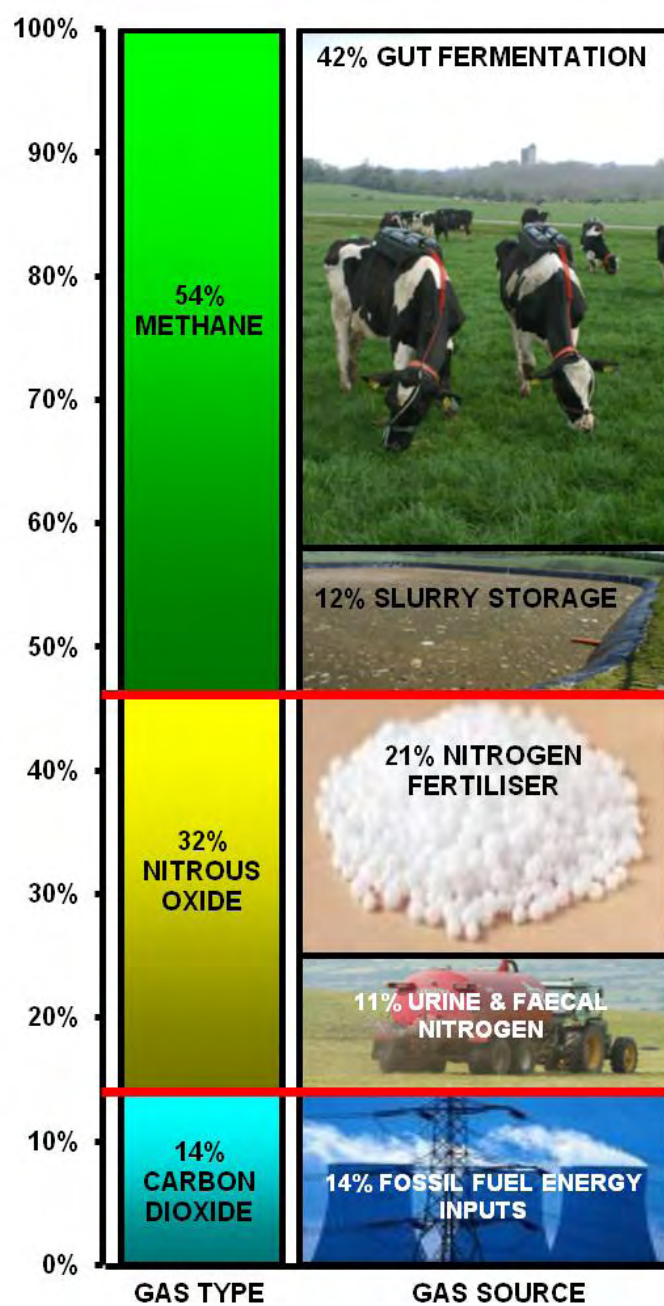 100%
90%
80%
70%
60%
50%
40%
30%
20%
10%
0%
54%
METHANE
32%
NITROUS
OXIDE
14%
CARBON
DIOXIDE
GAS TYPE
42% GUT FERMENTATION
12% SLURRY STORAGE
21% NITROGEN
FERTILISER
11% URINE & FAECAL
NITROGEN
14% FOSSIL FUEL ENERGY
INPUTS
GAS SOURCE